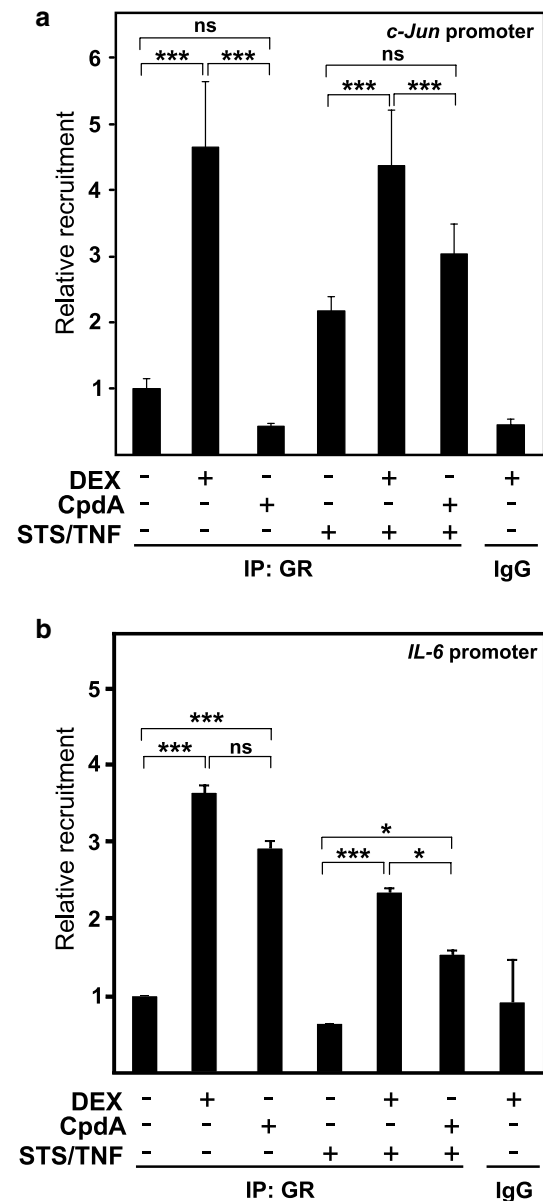 a
c-Jun promoter
ns
*** ***
ns
*** ***
6
5
4
3
2
1
Relative recruitment
DEX - + - - + - +
CpdA - - + - - + -
STS/TNF - - - + + + -
IP: GR IgG
b
IL-6 promoter
***
*** ns
*
*** *
5
4
3
2
1
Relative recruitment
DEX - + - - + - +
CpdA - - + - - + -
STS/TNF - - - + + + -
IP: GR IgG